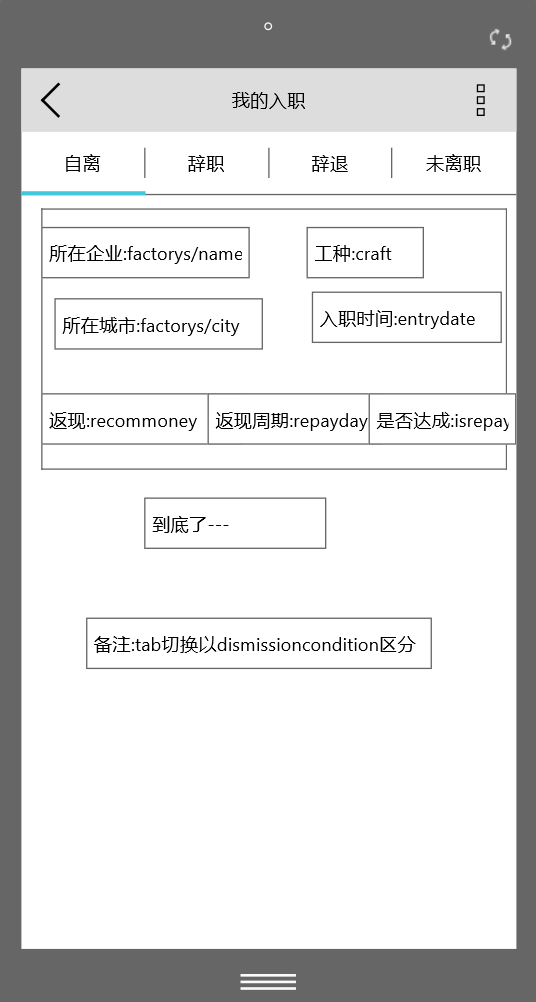 我的入职
自离
辞职
辞退
未离职
所在企业:factorys/name
工种:craft
所在城市:factorys/city
入职时间:entrydate
返现:recommoney
返现周期:repayday
是否达成:isrepay
到底了---
备注:tab切换以dismissioncondition区分